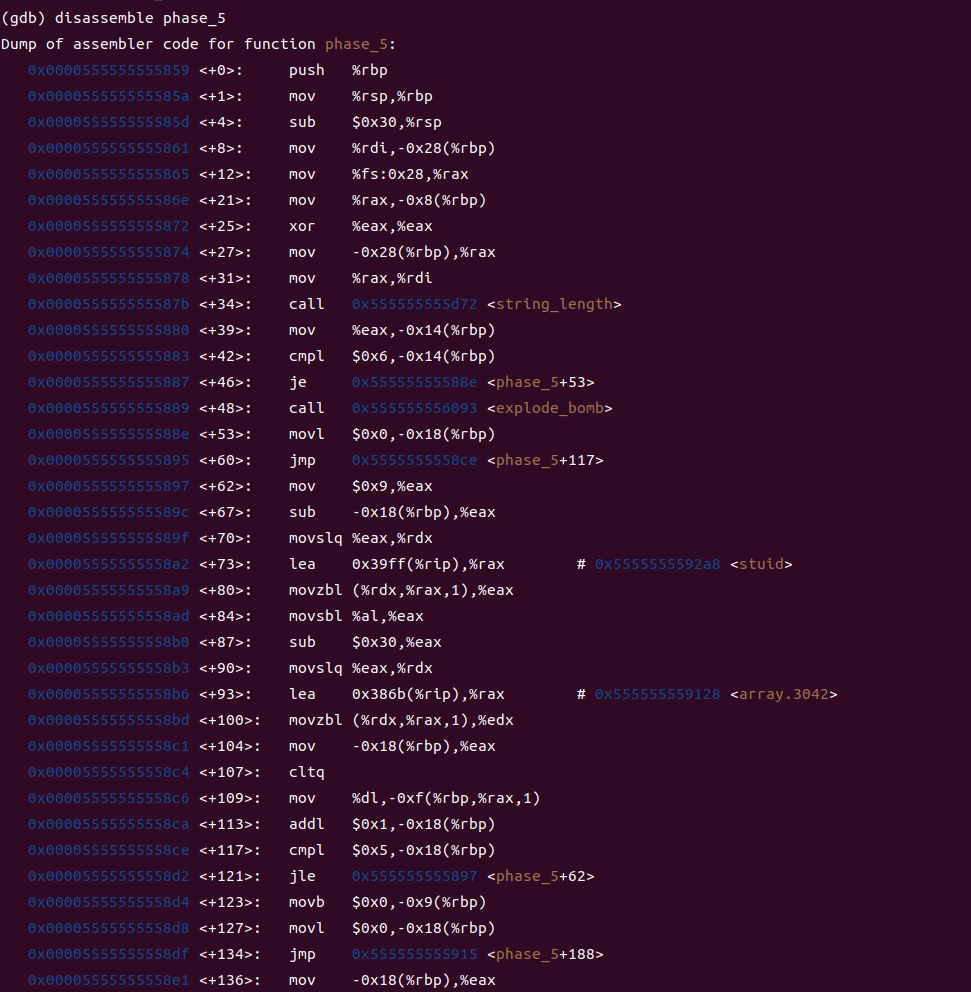 (gdb) disassemble phase_5
Dump of assembler code for function phase_5:
   0x0000555555555859 <+0>:     push   %rbp
   0x000055555555585a <+1>:     mov    %rsp,%rbp
   0x000055555555585d <+4>:     sub    $0x30,%rsp
   0x0000555555555861 <+8>:     mov    %rdi,-0x28(%rbp)
   0x0000555555555865 <+12>:    mov    %fs:0x28,%rax
   0x000055555555586e <+21>:    mov    %rax,-0x8(%rbp)
   0x0000555555555872 <+25>:    xor    %eax,%eax
   0x0000555555555874 <+27>:    mov    -0x28(%rbp),%rax
   0x0000555555555878 <+31>:    mov    %rax,%rdi
   0x000055555555587b <+34>:    call   0x555555555d72 <string_length>
   0x0000555555555880 <+39>:    mov    %eax,-0x14(%rbp)
   0x0000555555555883 <+42>:    cmpl   $0x6,-0x14(%rbp)
   0x0000555555555887 <+46>:    je     0x55555555588e <phase_5+53>
   0x0000555555555889 <+48>:    call   0x555555556093 <explode_bomb>
   0x000055555555588e <+53>:    movl   $0x0,-0x18(%rbp)
   0x0000555555555895 <+60>:    jmp    0x5555555558ce <phase_5+117>
   0x0000555555555897 <+62>:    mov    $0x9,%eax
   0x000055555555589c <+67>:    sub    -0x18(%rbp),%eax
   0x000055555555589f <+70>:    movslq %eax,%rdx
   0x00005555555558a2 <+73>:    lea    0x39ff(%rip),%rax        # 0x5555555592a8 <stuid>
   0x00005555555558a9 <+80>:    movzbl (%rdx,%rax,1),%eax
   0x00005555555558ad <+84>:    movsbl %al,%eax
   0x00005555555558b0 <+87>:    sub    $0x30,%eax
   0x00005555555558b3 <+90>:    movslq %eax,%rdx
   0x00005555555558b6 <+93>:    lea    0x386b(%rip),%rax        # 0x555555559128 <array.3042>
   0x00005555555558bd <+100>:   movzbl (%rdx,%rax,1),%edx
   0x00005555555558c1 <+104>:   mov    -0x18(%rbp),%eax
   0x00005555555558c4 <+107>:   cltq
   0x00005555555558c6 <+109>:   mov    %dl,-0xf(%rbp,%rax,1)
   0x00005555555558ca <+113>:   addl   $0x1,-0x18(%rbp)
   0x00005555555558ce <+117>:   cmpl   $0x5,-0x18(%rbp)
   0x00005555555558d2 <+121>:   jle    0x555555555897 <phase_5+62>
   0x00005555555558d4 <+123>:   movb   $0x0,-0x9(%rbp)
   0x00005555555558d8 <+127>:   movl   $0x0,-0x18(%rbp)
   0x00005555555558df <+134>:   jmp    0x555555555915 <phase_5+188>
   0x00005555555558e1 <+136>:   mov    -0x18(%rbp),%eax